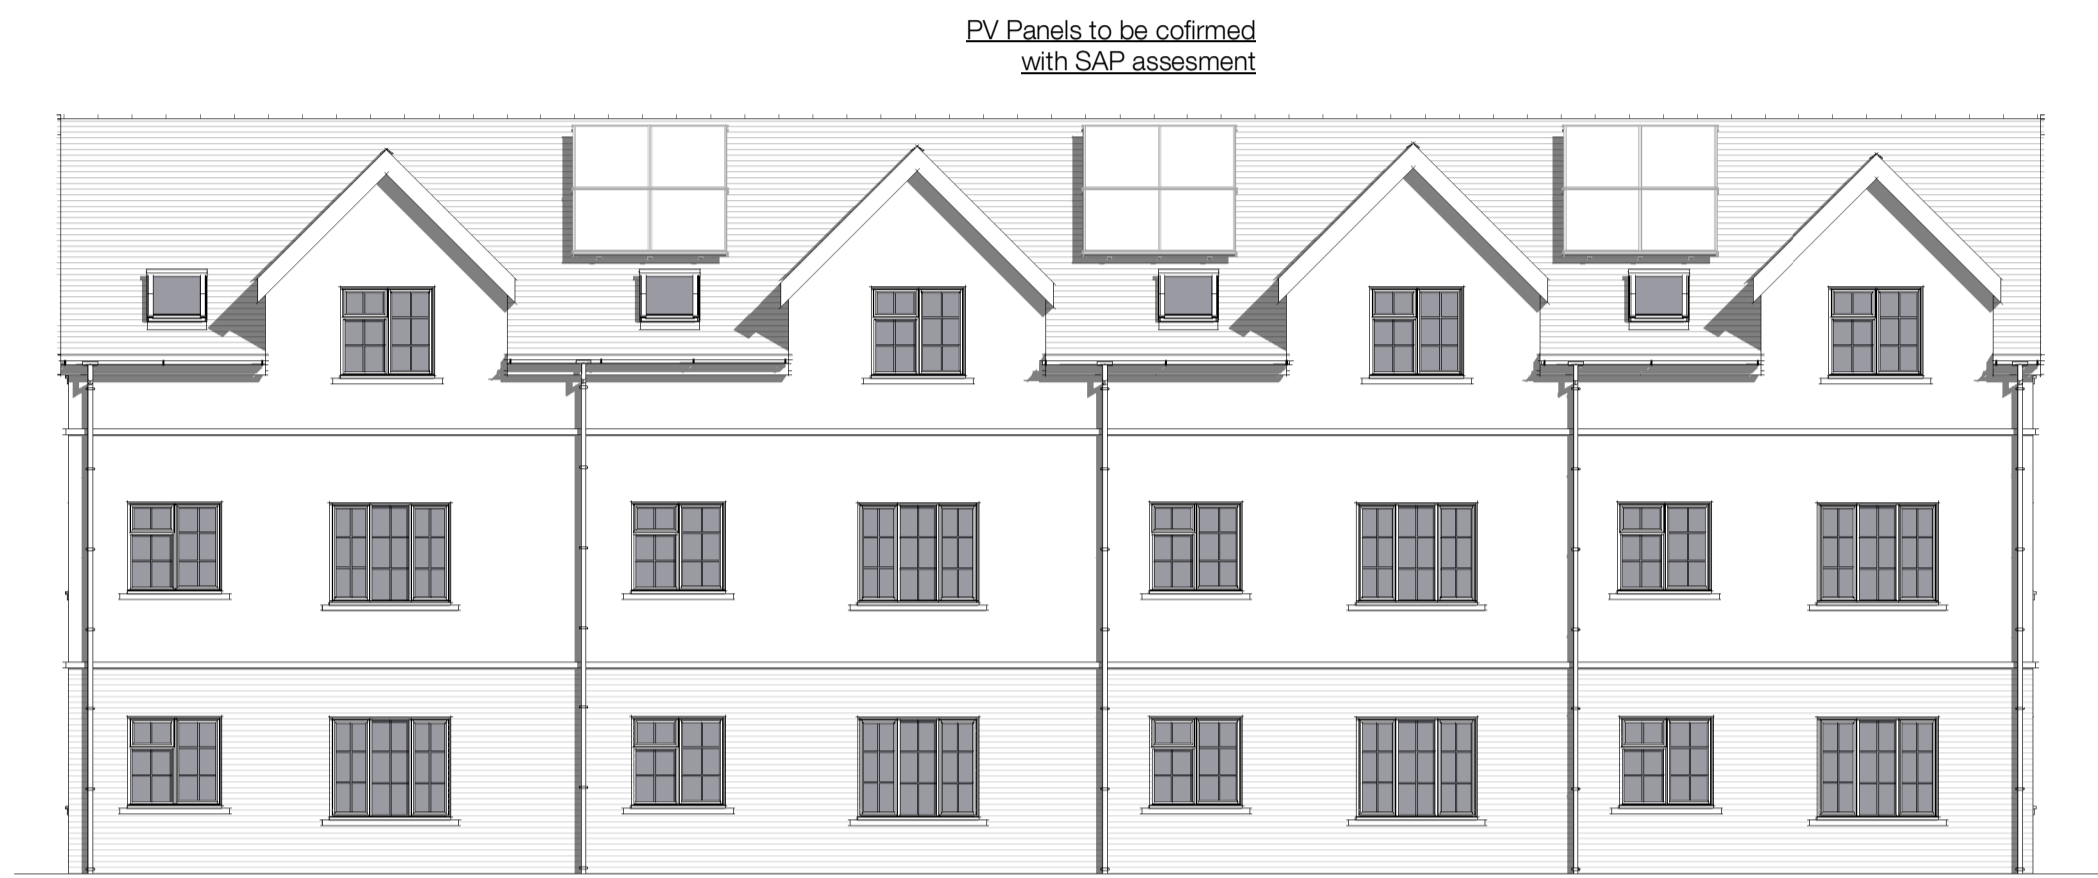 PV Panels to be cofirmed
with SAP assesment